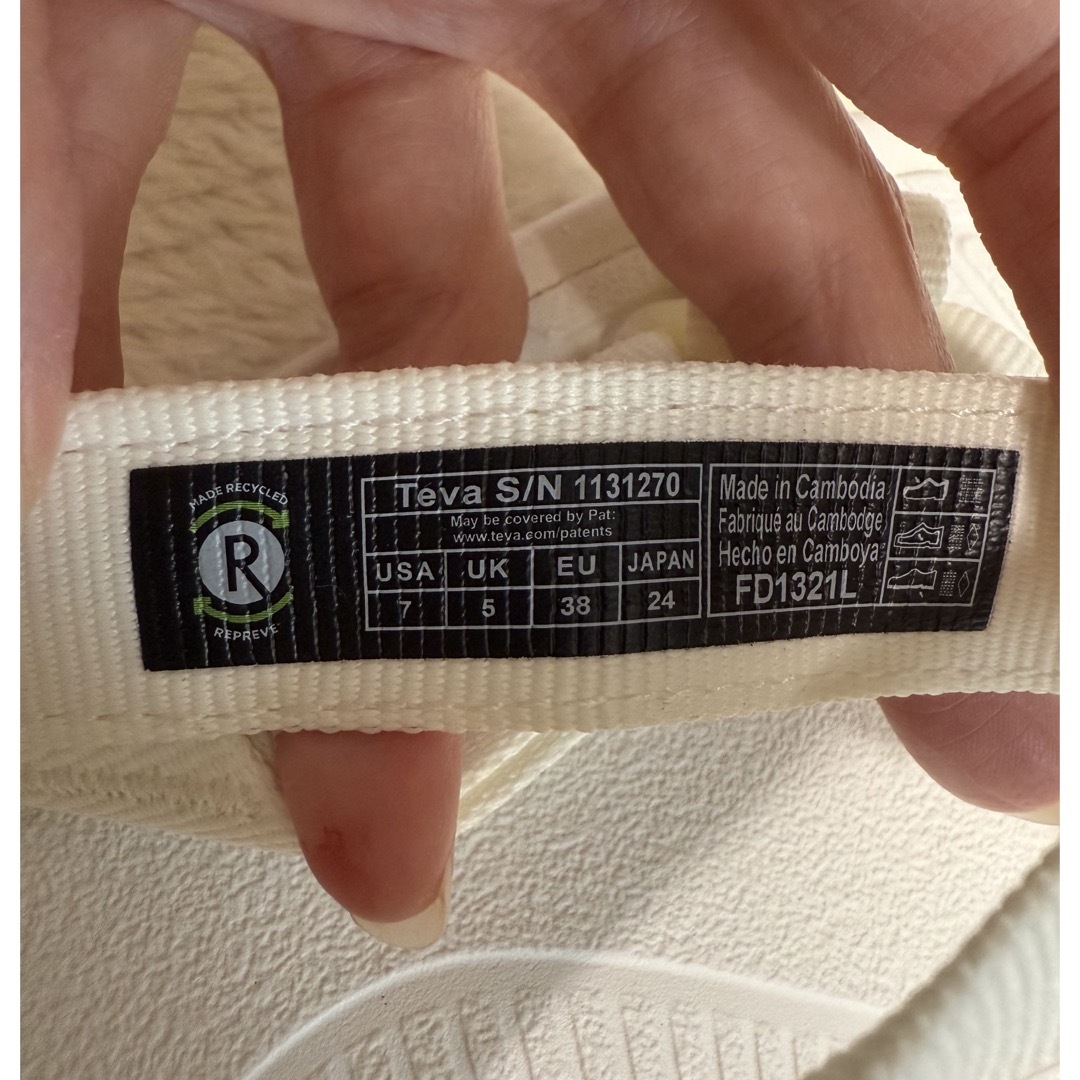 MADE RECYCLED
R
REPREVE
Teva S/N 1131270
May be covered by Pat:
www.teva.com/patents
USA UK EU JAPAN
7 5 38 24
Made in Cambodia
Fabriqué au Cambodge
Hecho en Camboya
FD1321L